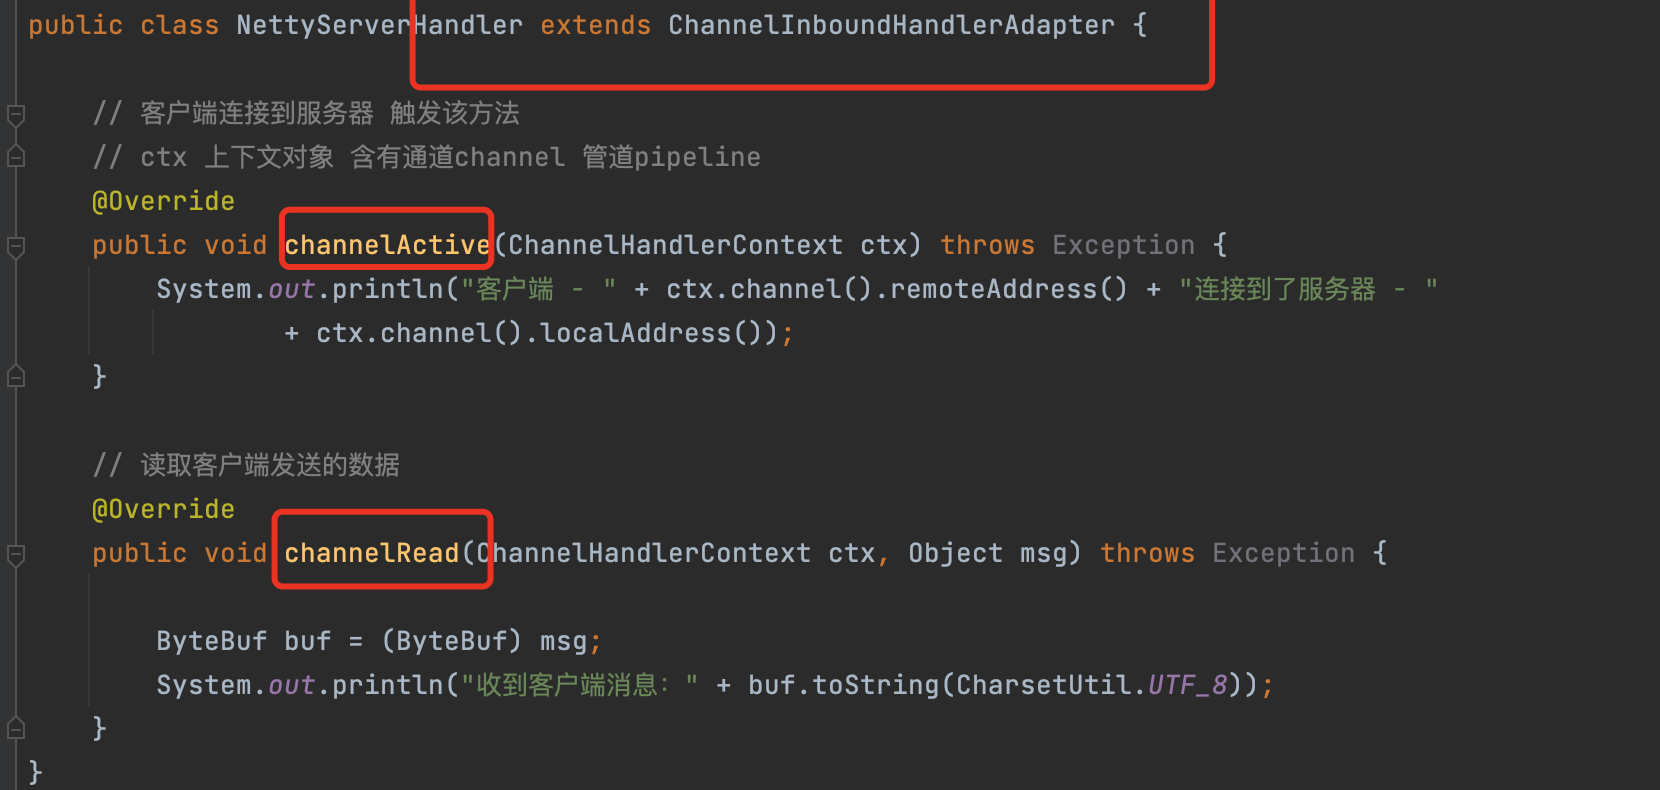 public class NettyServerHandler extends ChannelInboundHandlerAdapter {
// 客户端连接到服务器 触发该方法
// ctx 上下文对象 含有通道channel 管道pipeline
@Override
public void channelActive(ChannelHandlerContext ctx) throws Exception {
System.out.println("客户端 - " + ctx.channel().remoteAddress() + "连接到了服务器 - "
+ ctx.channel().localAddress());
}
// 读取客户端发送的数据
@Override
public void channelRead(ChannelHandlerContext ctx, Object msg) throws Exception {
ByteBuf buf = (ByteBuf) msg;
System.out.println("收到客户端消息：" + buf.toString(CharsetUtil.UTF_8));
}
}